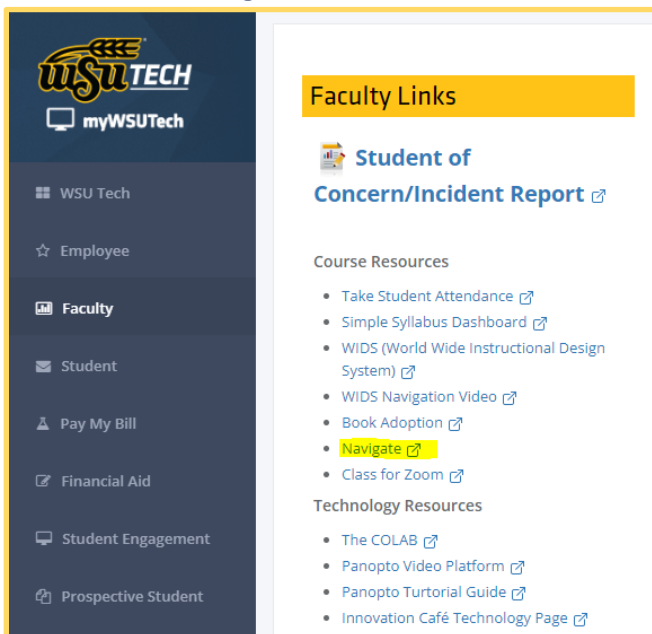 WSU TECH
myWSUTech
WSU Tech
Employee
Faculty
Student
Pay My Bill
Financial Aid
Student Engagement
Prospective Student
Faculty Links
Student of
Concern/Incident Report
Course Resources
Take Student Attendance
Simple Syllabus Dashboard
WIDS (World Wide Instructional Design
System)
WIDS Navigation Video
Book Adoption
Navigate
Class for Zoom
Technology Resources
The COLAB
Panopto Video Platform
Panopto Turtorial Guide
Innovation Café Technology Page